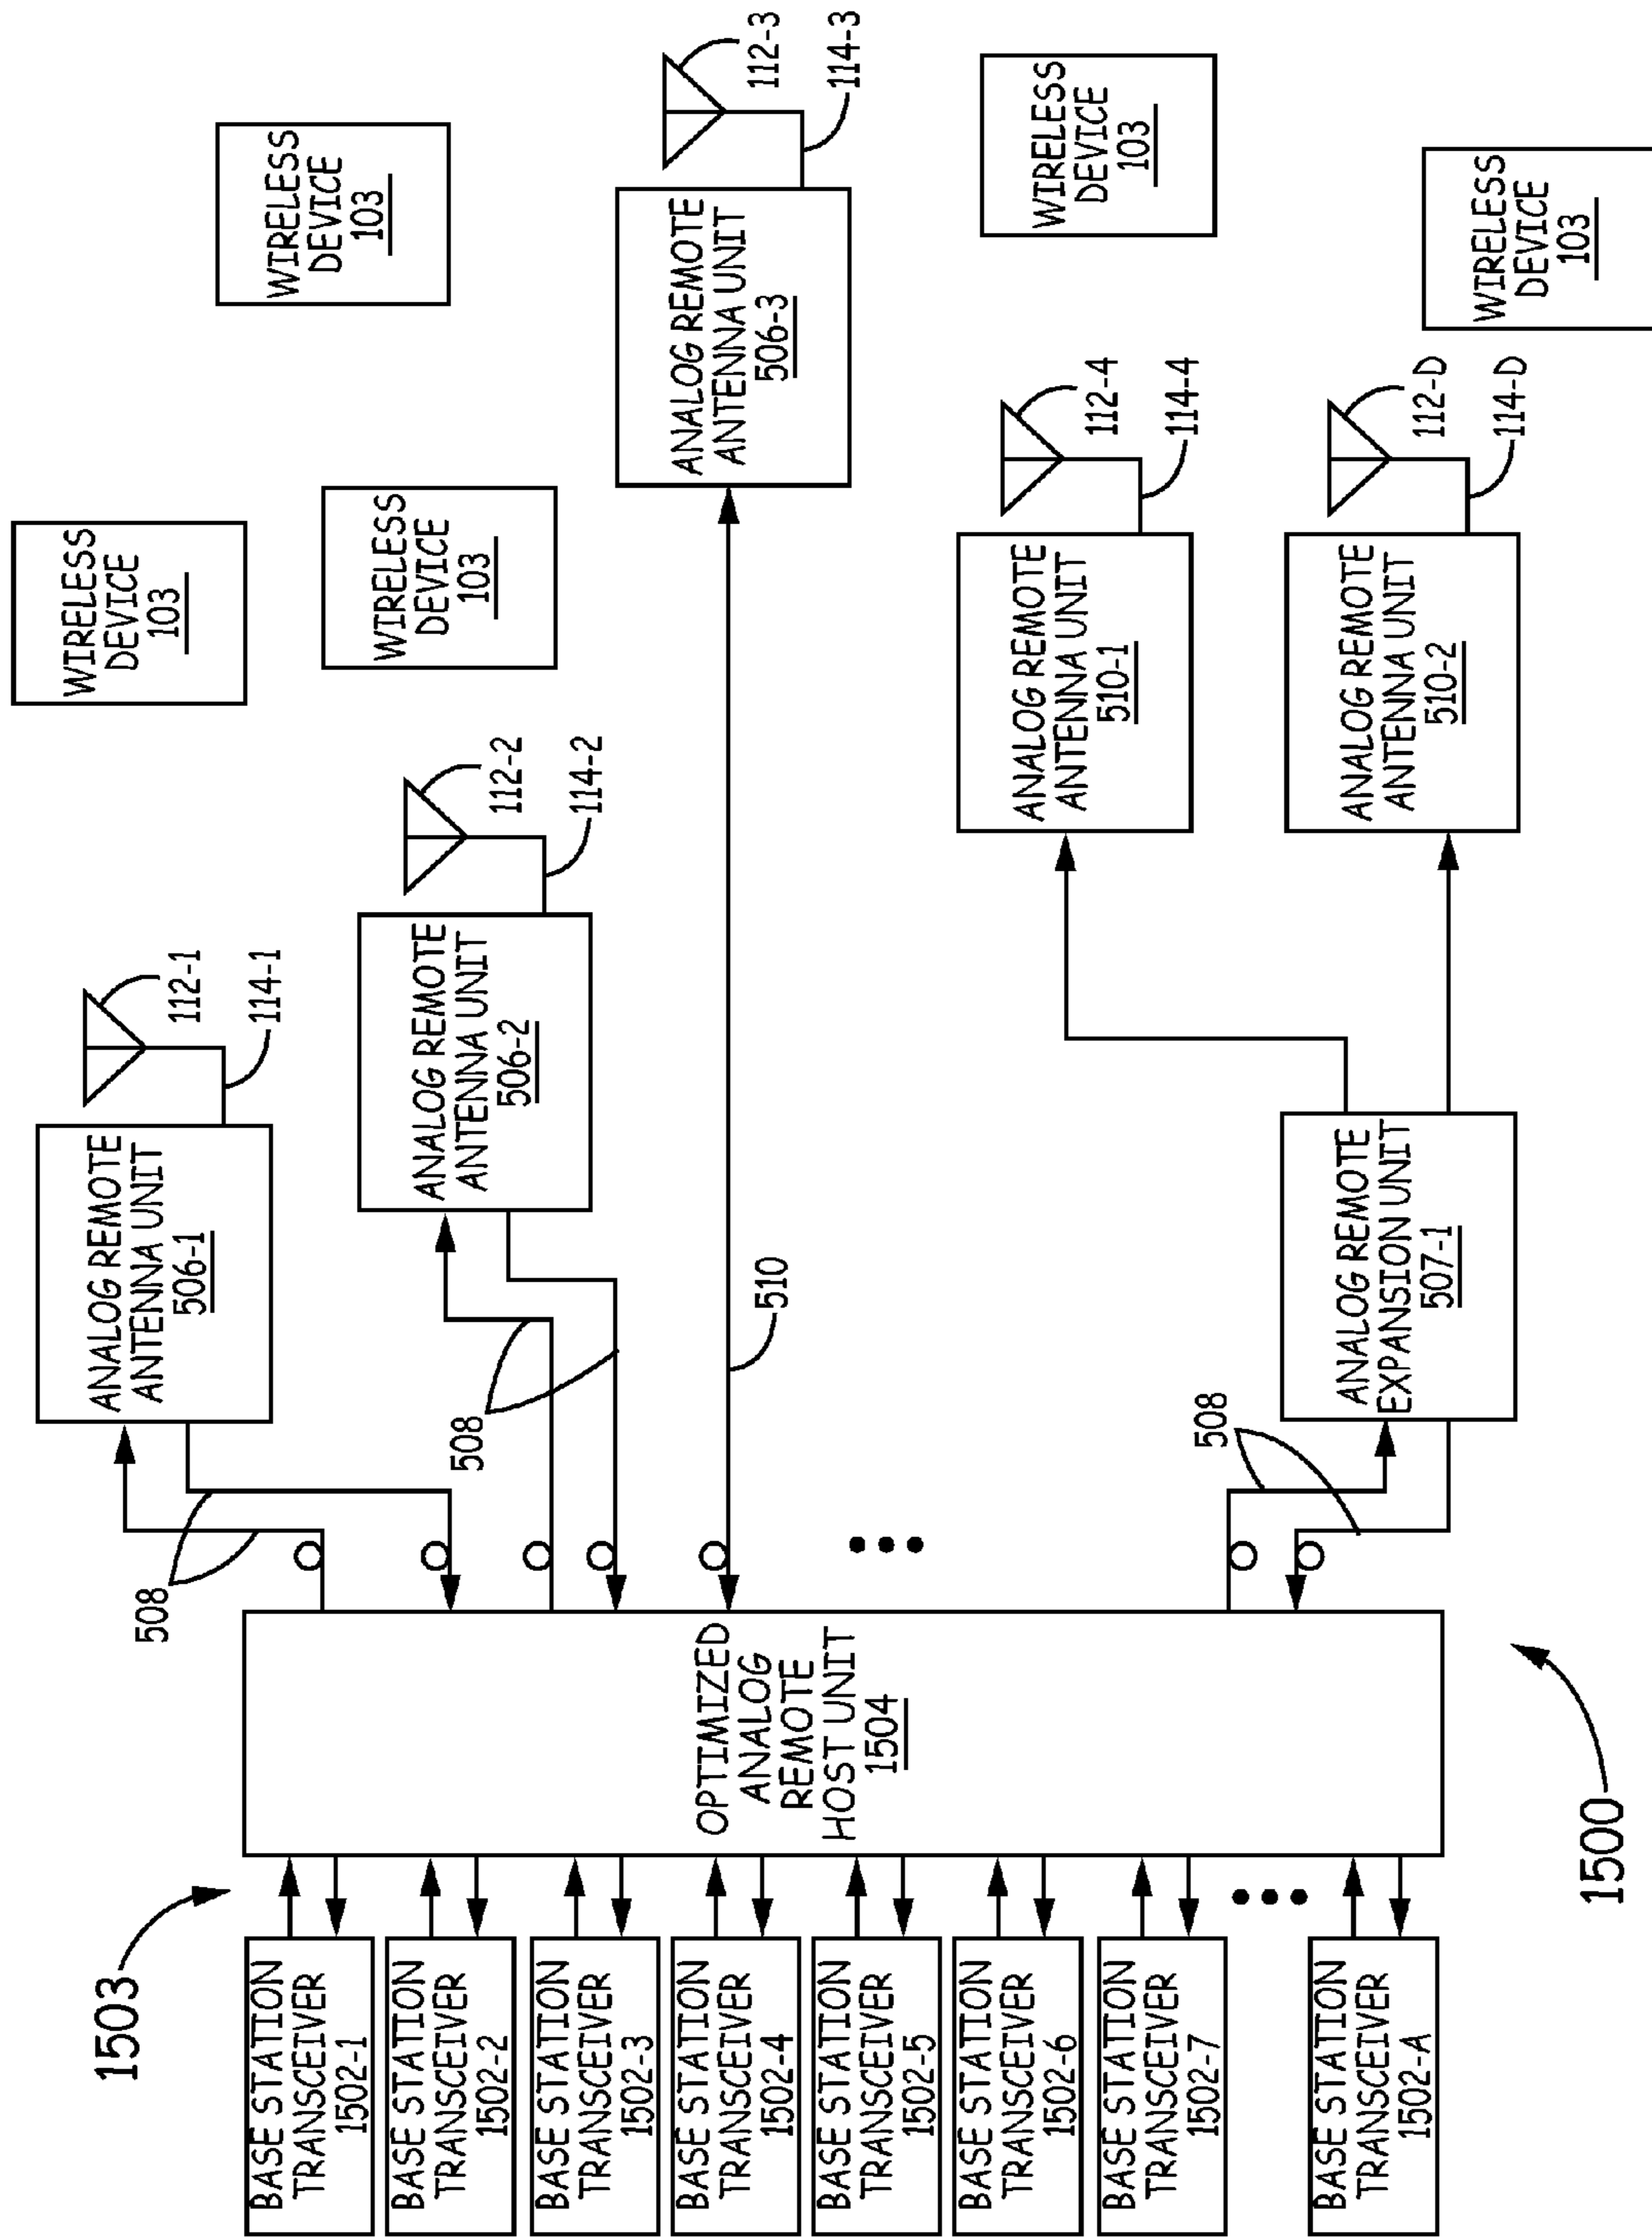 1503
BASE STATION
TRANSCEIVER
1502-1
BASE STATION
TRANSCEIVER
1502-2
BASE STATION
TRANSCEIVER
1502-3
BASE STATION
TRANSCEIVER
1502-4
BASE STATION
TRANSCEIVER
1502-5
BASE STATION
TRANSCEIVER
1502-6
BASE STATION
TRANSCEIVER
1502-7
BASE STATION
TRANSCEIVER
1502-A
OPTIMIZED
ANALOG
REMOTE
HOST UNIT
1504
1500
508
508
510
508
ANALOG REMOTE
ANTENNA UNIT
506-1
112-1
114-1
ANALOG REMOTE
ANTENNA UNIT
506-2
112-2
114-2
ANALOG REMOTE
ANTENNA UNIT
506-3
112-3
114-3
ANALOG REMOTE
EXPANSION UNIT
507-1
ANALOG REMOTE
ANTENNA UNIT
510-1
112-4
114-4
ANALOG REMOTE
ANTENNA UNIT
510-2
112-D
114-D
WIRELESS
DEVICE
103
WIRELESS
DEVICE
103
WIRELESS
DEVICE
103
WIRELESS
DEVICE
103
WIRELESS
DEVICE
103